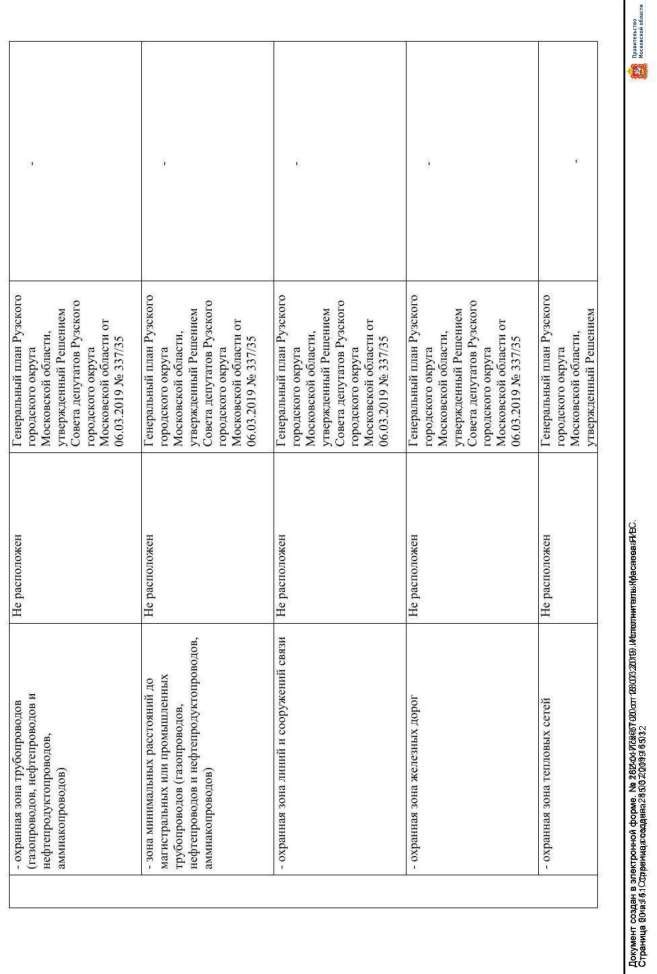 - охранная зона трубопроводов
(газопроводов, нефтепроводов и
нефтепродуктопроводов,
аммиакопроводов)
Не расположен
Генеральный план Рузского
городского округа
Московской области,
утвержденный Решением
Совета депутатов Рузского
городского округа
Московской области от
06.03.2019 № 337/35
-
- зона минимальных расстояний до
магистральных или промышленных
трубопроводов (газопроводов,
нефтепроводов и нефтепродуктопроводов,
аммиакопроводов)
Не расположен
Генеральный план Рузского
городского округа
Московской области,
утвержденный Решением
Совета депутатов Рузского
городского округа
Московской области от
06.03.2019 № 337/35
-
- охранная зона линий и сооружений связи
Не расположен
Генеральный план Рузского
городского округа
Московской области,
утвержденный Решением
Совета депутатов Рузского
городского округа
Московской области от
06.03.2019 № 337/35
-
- охранная зона железных дорог
Не расположен
Генеральный план Рузского
городского округа
Московской области,
утвержденный Решением
Совета депутатов Рузского
городского округа
Московской области от
06.03.2019 № 337/35
-
- охранная зона тепловых сетей
Не расположен
Генеральный план Рузского
городского округа
Московской области,
утвержденный Решением
-
Документ создан в электронной форме. №
Страница
Правительство
Московской области